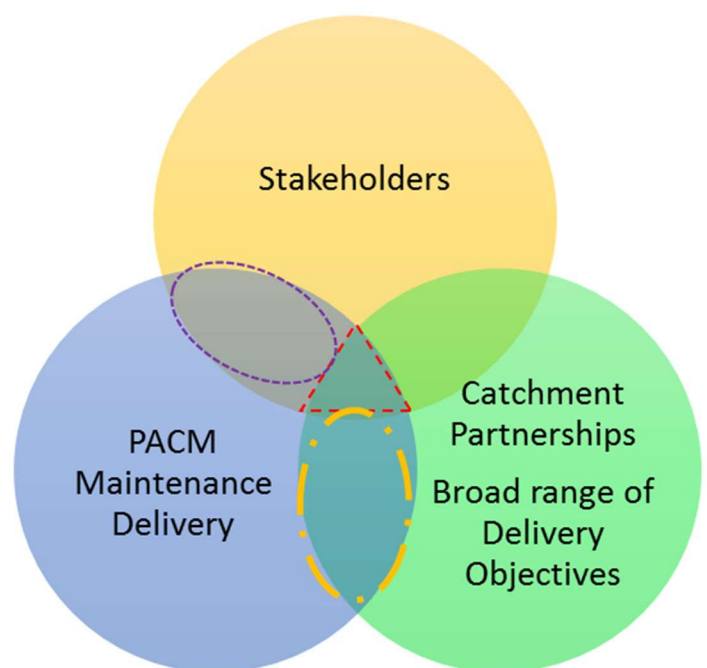 Stakeholders
PACM
Maintenance
Delivery
Catchment
Partnerships
Broad range of
Delivery
Objectives